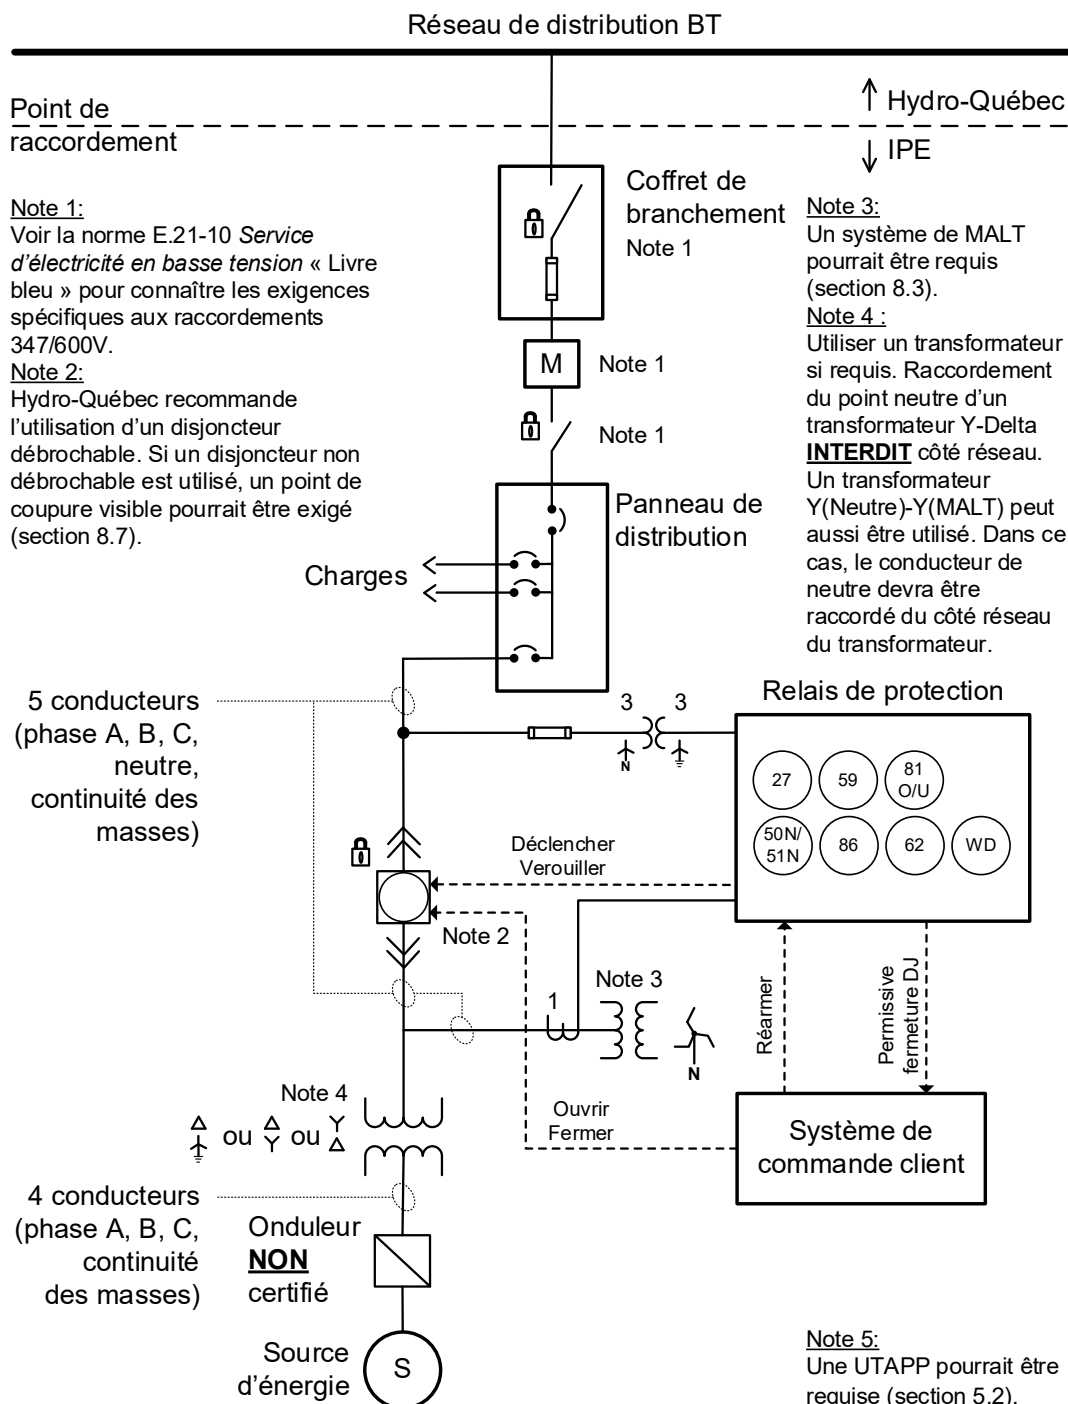 Réseau de distribution BT
Point de
raccordement
Hydro-Québec
IPE
Coffret de
branchement
Note 1
Note 1:
Voir la norme E.21-10 Service
d'électricité en basse tension « Livre
bleu » pour connaître les exigences
spécifiques aux raccordements
347/600V.
Note 2:
Hydro-Québec recommande
l'utilisation d'un disjoncteur
débrochable. Si un disjoncteur non
débrochable est utilisé, un point de
coupure visible pourrait être exigé
(section 8.7).
Note 3:
Un système de MALT
pourrait être requis
(section 8.3).
Note 4 :
Utiliser un transformateur
si requis. Raccordement
du point neutre d'un
transformateur Y-Delta
INTERDIT côté réseau.
Un transformateur
Y(Neutre)-Y(MALT) peut
aussi être utilisé. Dans ce
cas, le conducteur de
neutre devra être
raccordé du côté réseau
du transformateur.
M
Note 1
Note 1
Panneau de
distribution
Charges
5 conducteurs
(phase A, B, C,
neutre,
continuité des
masses)
3
3
N
Relais de protection
27
59
81
O/U
50N/
51N
86
62
WD
Déclencher
Verouiller
Note 2
1
Note 3
N
Réarmer
Permissive
fermeture DJ
Ouvrir
Fermer
Système de
commande client
Note 4
ou
ou
4 conducteurs
(phase A, B, C,
continuité
des masses)
Onduleur
NON
certifié
Source
d'énergie
S
Note 5:
Une UTAPP pourrait être
requise (section 5.2).